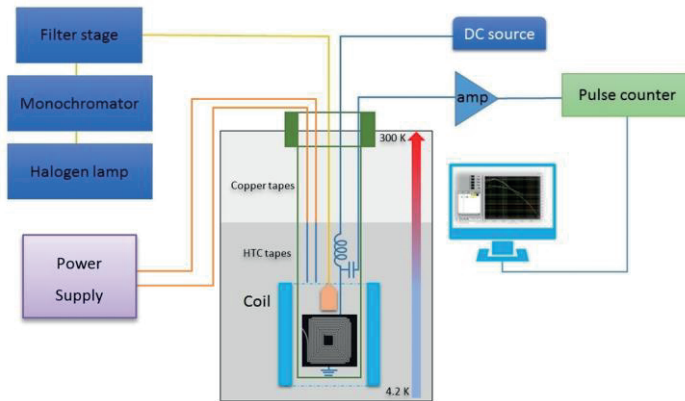 Filter stage
Monochromator
Halogen lamp
Power
Supply
DC source
amp
Pulse counter
300 K
Copper tapes
HTC tapes
Coil
4.2 K